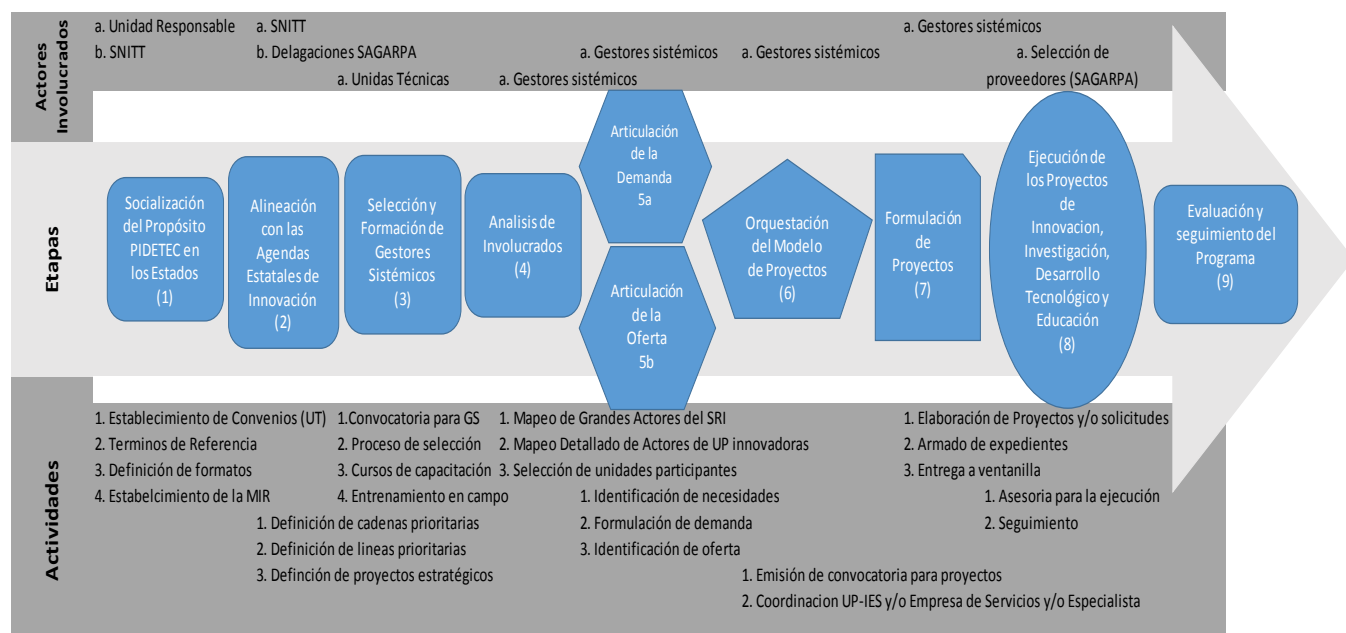 Actores
Involucrados
a. Unidad Responsable
b. SNITT
a. SNITT
b. Delagaciones SAGARPA
a. Unidas Técnicas
a. Gestores sistémicos
a. Gestores sistémicos
a. Gestores sistémicos
a. Gestores sistémicos
a. Selección de
proveedores (SAGARPA)
Etapas
Socialización
del Propósito
PIDETEC en
los Estados
(1)
Alineación
con las
Agendas
Estatales de
Innovación
(2)
Selección y
Formación de
Gestores
Sistémicos
(3)
Analisis de
Involucrados
(4)
Articulación
de la
Demanda
5a
Articulación
de la
Oferta
5b
Orquestación
del Modelo
de Proyectos
(6)
Formulación
de
Proyectos
(7)
Ejecución de
los Proyectos
de
Innovacion,
Investigación,
Desarrollo
Tecnológico y
Educación
(8)
Evaluación y
seguimiento del
Programa
(9)
Actividades
1. Establecimiento de Convenios (UT)
2. Terminos de Referencia
3. Definición de formatos
4. Estabelcimiento de la MIR
1. Definición de cadenas prioritarias
2. Definición de lineas prioritarias
3. Definción de proyectos estratégicos
1.Convocatoria para GS
2. Proceso de selección
3. Cursos de capacitación
4. Entrenamiento en campo
1. Mapeo de Grandes Actores del SRI
2. Mapeo Detallado de Actores de UP innovadoras
3. Selección de unidades participantes
1. Identificación de necesidades
2. Formulación de demanda
3. Identificación de oferta
1. Emisión de convocatoria para proyectos
2. Coordinacion UP-IES y/o Empresa de Servicios y/o Especialista
1. Elaboración de Proyectos y/o solicitudes
2. Armado de expedientes
3. Entrega a ventanilla
1. Asesoria para la ejecución
2. Seguimiento